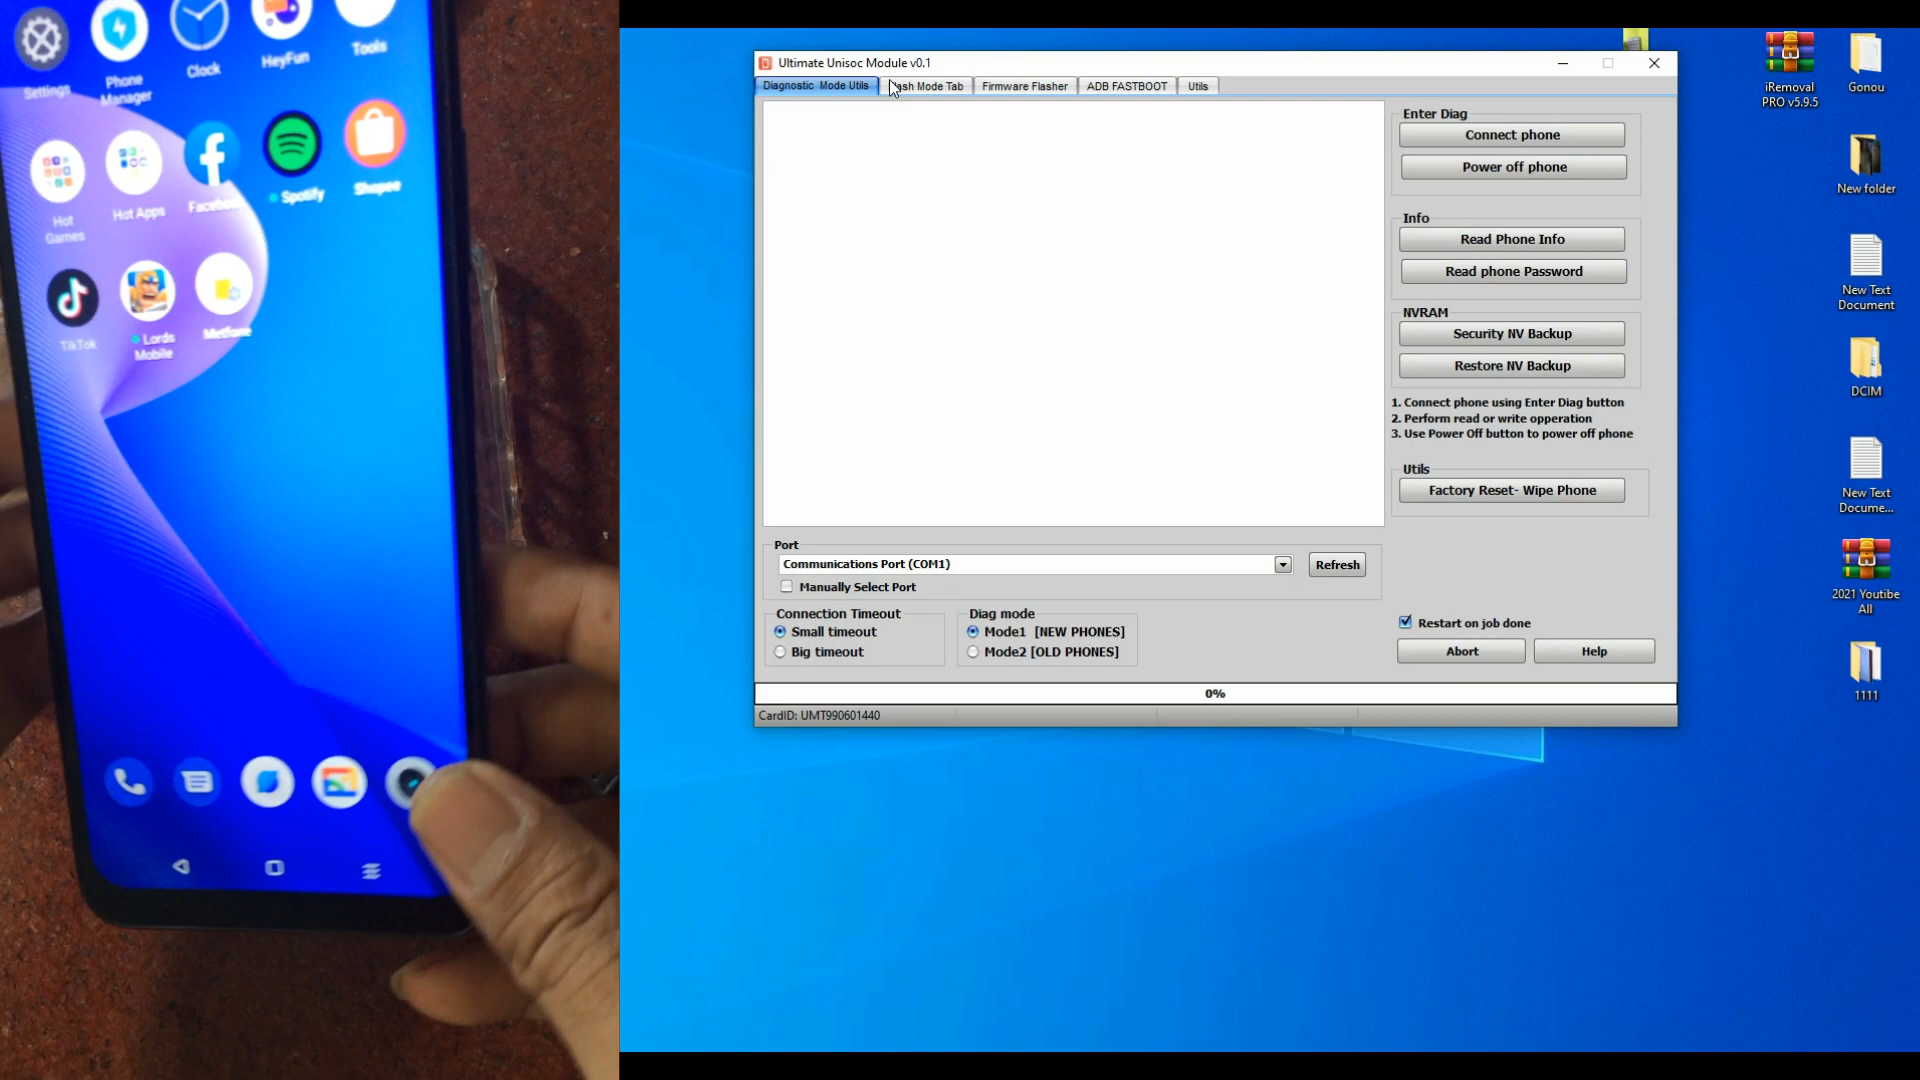 Settings
Phone
Manager
Clock
HeyFun
Tools
Hot
Games
Hot Apps
Facebook
Spotify
Shopee
TikTok
Lords
Mobile
Metfone
Ultimate Unisoc Module v0.1
Diagnostic Mode Utils
ash Mode Tab
Firmware Flasher
ADB FASTBOOT
Utils
Enter Diag
Connect phone
Power off phone
Info
Read Phone Info
Read phone Password
NVRAM
Security NV Backup
Restore NV Backup
1. Connect phone using Enter Diag button
2. Perform read or write opperation
3. Use Power Off button to power off phone
Utils
Factory Reset- Wipe Phone
Port
Communications Port (COM1)
Refresh
Manually Select Port
Connection Timeout
Small timeout
Big timeout
Diag mode
Mode1 [NEW PHONES]
Mode2 [OLD PHONES]
Restart on job done
Abort
Help
0%
CardID: UMT990601440
iRemoval
PRO v5.9.5
Gonou
New folder
New Text
Document
DCIM
New Text
Docume...
2021 Youtibe
All
1111